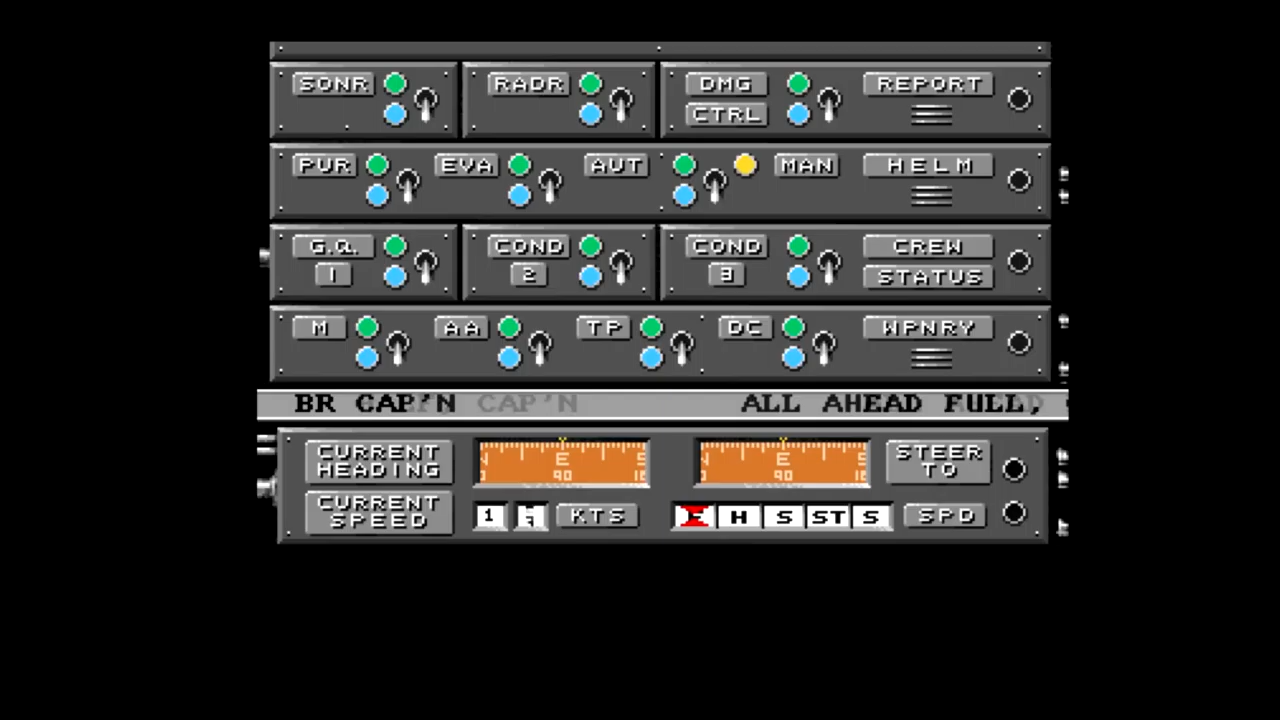 SONR RADR DMG CTRL REPORT
PUR EVA AUT MAN HELM
G.Q. 1 COND 2 COND 3 CREW STATUS
M AA TP DC WPNRY
BR CAP'N CAP'N ALL AHEAD FULL,
CURRENT HEADING E 90 E 90 STEER TO
CURRENT SPEED 1 KTS H S ST S SPD